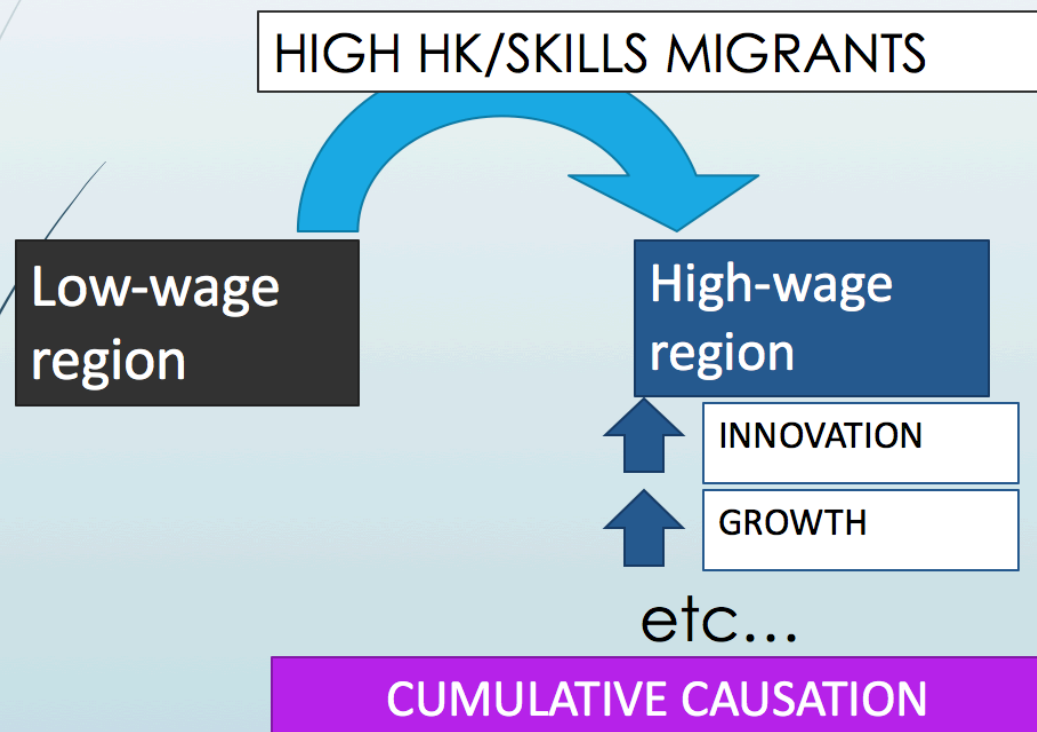 HIGH HK/SKILLS MIGRANTS
Low-wage
region
High-wage
region
INNOVATION
GROWTH
etc...
CUMULATIVE CAUSATION